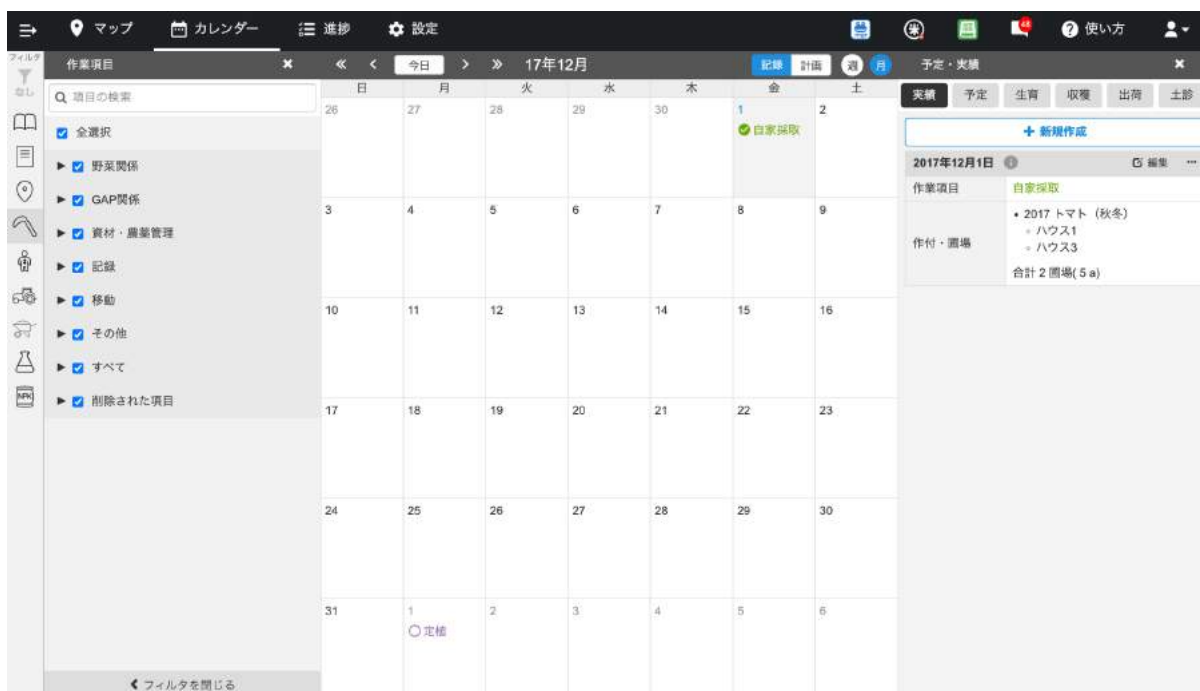 マップ
カレンダー
進捗
設定
48
使い方
フィルタ
なし
作業項目
今日
17年12月
記録 計画
週 月
予定・実績
項目の検索
全選択
野菜関係
GAP関係
資材・農薬管理
記録
移動
その他
すべて
削除された項目
フィルタを閉じる
日 月 火 水 木 金 土
26 27 28 29 30 1 2
自家採取
3 4 5 6 7 8 9
10 11 12 13 14 15 16
17 18 19 20 21 22 23
24 25 26 27 28 29 30
31 1 2 3 4 5 6
定植
実績 予定 生育 収穫 出荷 土診
新規作成
2017年12月1日 編集
作業項目 自家採取
作付・圃場
2017 トマト（秋冬）
ハウス1
ハウス3
合計 2 圃場( 5 a)
NPK